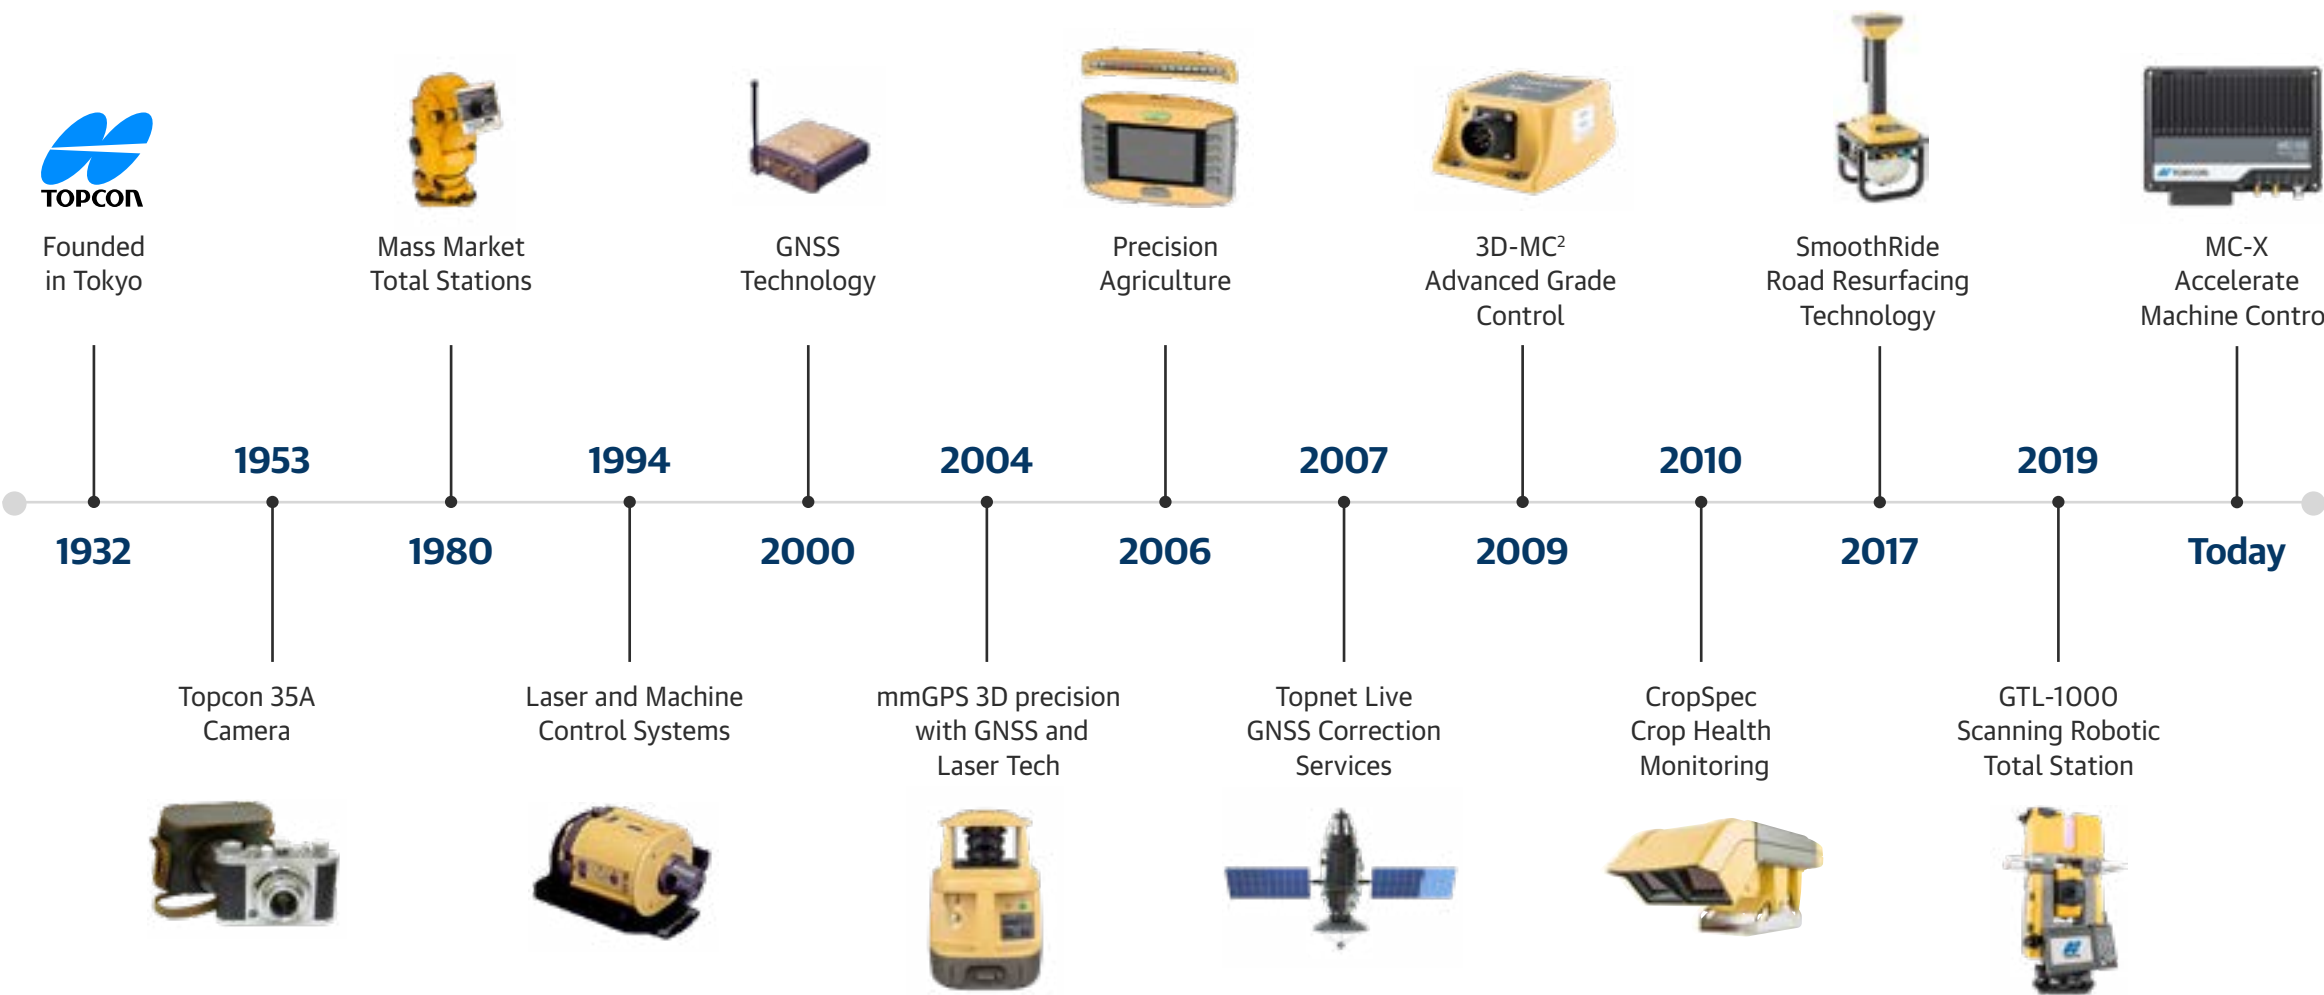 TOPCON
Founded
in Tokyo
1932
1953
Topcon 35A
Camera
Mass Market
Total Stations
1980
1994
Laser and Machine
Control Systems
GNSS
Technology
2000
2004
mmGPS 3D precision
with GNSS and
Laser Tech
Precision
Agriculture
2006
2007
Topnet Live
GNSS Correction
Services
3D-MC²
Advanced Grade
Control
2009
2010
CropSpec
Crop Health
Monitoring
SmoothRide
Road Resurfacing
Technology
2017
2019
GTL-1000
Scanning Robotic
Total Station
TOPCON
MC-X
Accelerate
Machine Contro
Today